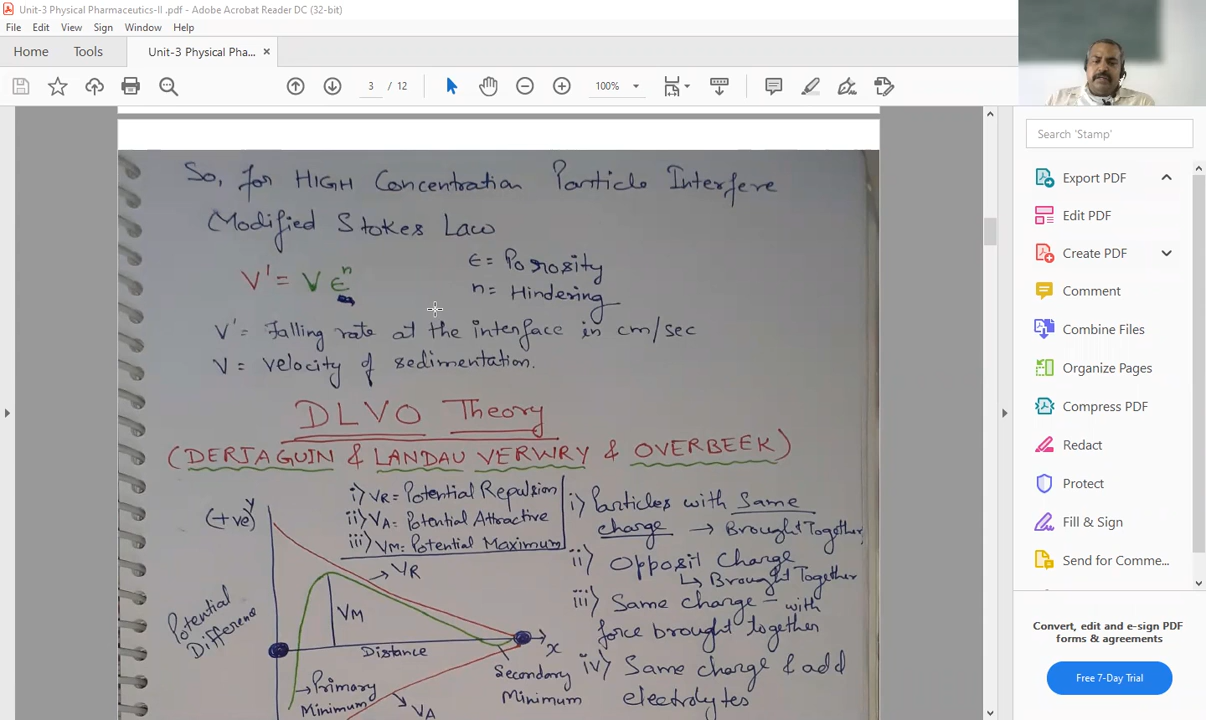 Unit-3 Physical Pharmaceutics-II .pdf - Adobe Acrobat Reader DC (32-bit)
File Edit View Sign Window Help
Home Tools Unit-3 Physical Pha... ×
3 / 12 100%
Search 'Stamp'
Export PDF
Edit PDF
Create PDF
Comment
Combine Files
Organize Pages
Compress PDF
Redact
Protect
Fill & Sign
Send for Comme...
Convert, edit and e-sign PDF
forms & agreements
Free 7-Day Trial
So, for HIGH Concentration Particle Interfere
Modified Stokes Law
V' = V ϵⁿ
ϵ = Porosity
n = Hindering
V' = Falling rate at the interface in cm/sec
V = velocity of sedimentation.
DLVO Theory
(DERJAGUIN & LANDAU VERWRY & OVERBEEK)
i) VR = Potential Repulsion
ii) VA = Potential Attractive
iii) VM = Potential Maximum
(+ve) Y
Potential
Difference
VR
VM
Distance
x
Primary
Minimum
Secondary
Minimum
VA
i) Particles with Same
charge → Brought Together
ii) Opposit Charge
↳ Brought Together
iii) Same charge - with
force brought together
iv) Same charge & add
electrolytes